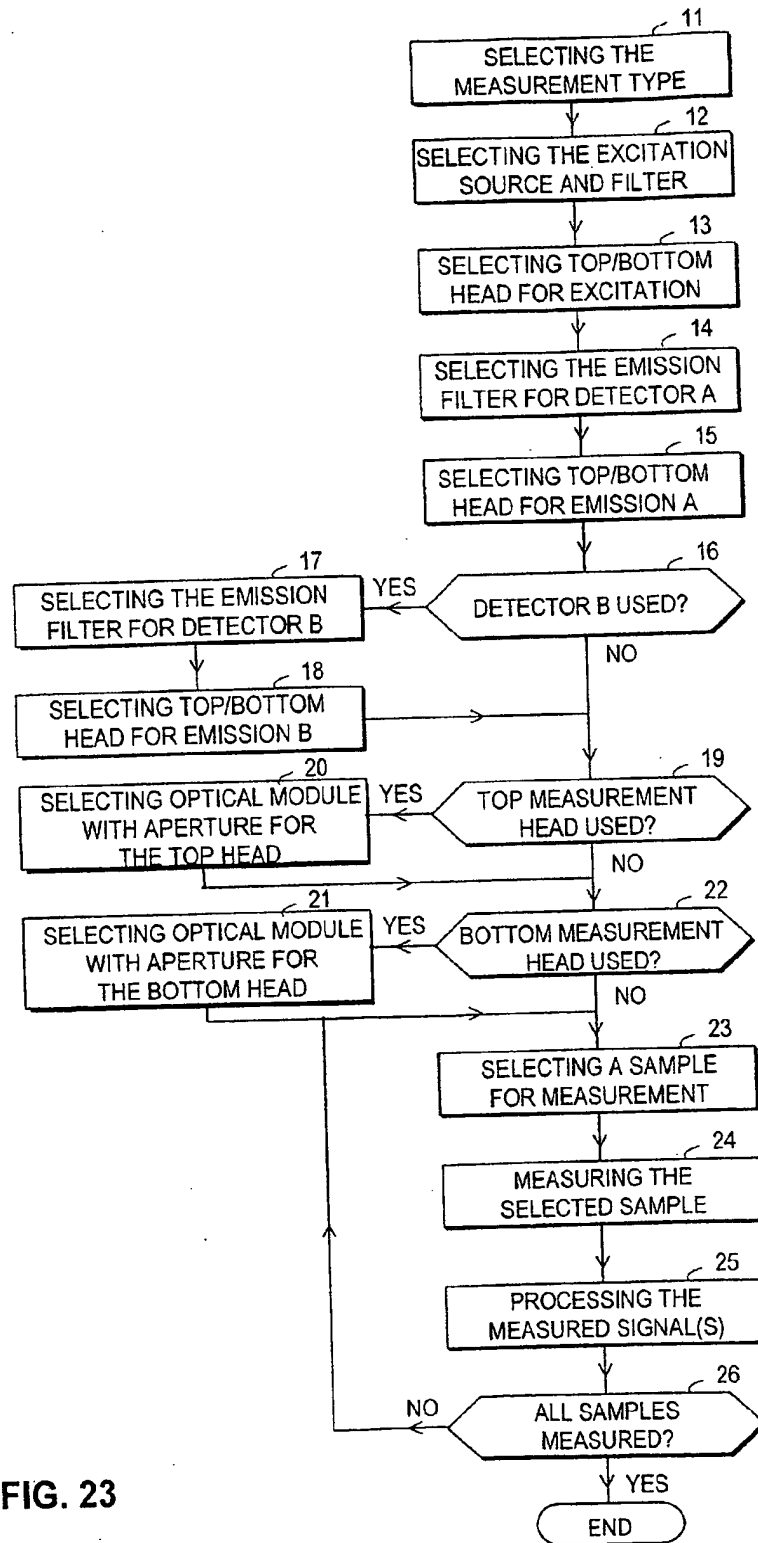 11
SELECTING THE
MEASUREMENT TYPE
12
SELECTING THE EXCITATION
SOURCE AND FILTER
13
SELECTING TOP/BOTTOM
HEAD FOR EXCITATION
14
SELECTING THE EMISSION
FILTER FOR DETECTOR A
15
SELECTING TOP/BOTTOM
HEAD FOR EMISSION A
16
DETECTOR B USED?
YES
NO
17
SELECTING THE EMISSION
FILTER FOR DETECTOR B
18
SELECTING TOP/BOTTOM
HEAD FOR EMISSION B
19
TOP MEASUREMENT
HEAD USED?
YES
NO
20
SELECTING OPTICAL MODULE
WITH APERTURE FOR
THE TOP HEAD
22
BOTTOM MEASUREMENT
HEAD USED?
YES
NO
21
SELECTING OPTICAL MODULE
WITH APERTURE FOR
THE BOTTOM HEAD
23
SELECTING A SAMPLE
FOR MEASUREMENT
24
MEASURING THE
SELECTED SAMPLE
25
PROCESSING THE
MEASURED SIGNAL(S)
26
ALL SAMPLES
MEASURED?
NO
YES
END
FIG. 23